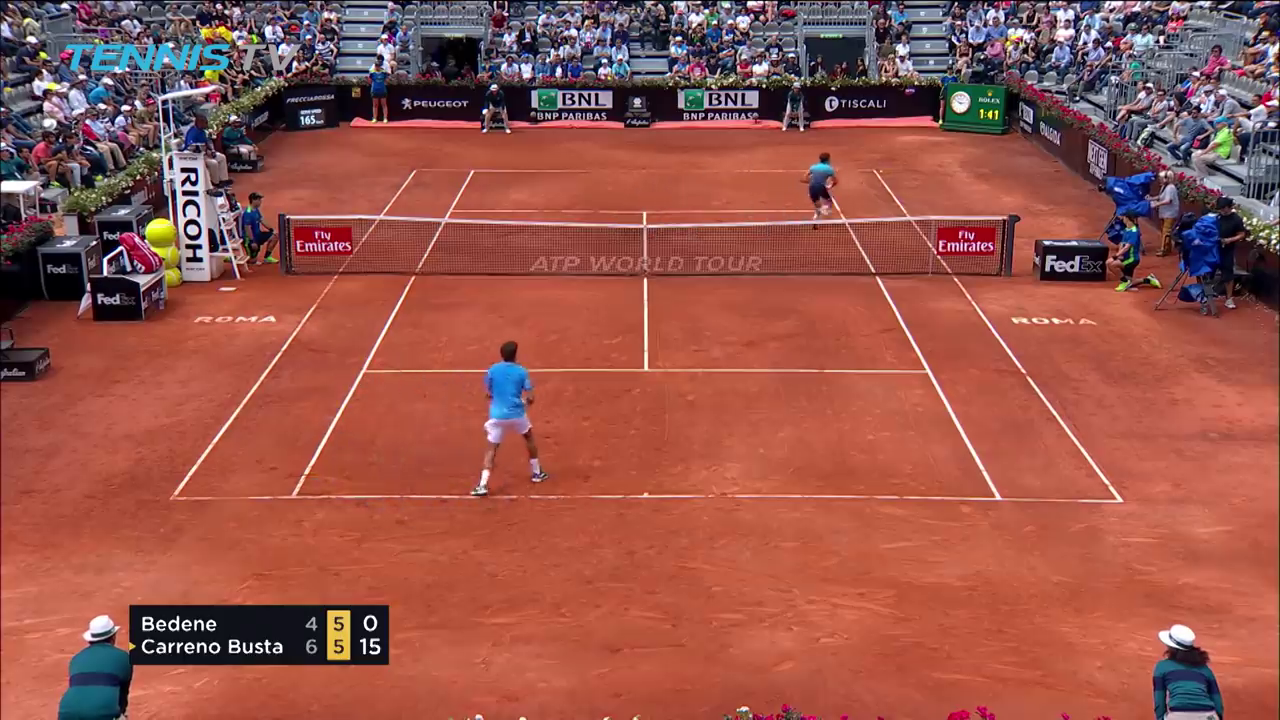 TENNIS TV
PRECCIAROSSA
165
PEUGEOT
BNL
BNP PARIBAS
BNL
BNP PARIBAS
TISCALI
ROLEX
1:41
RICOH
Fly
Emirates
Fly
Emirates
ATP WORLD TOUR
FedEx
FedEx
FedEx
ROMA
ROMA
Bedene 4 5 0
Carreno Busta 6 5 15